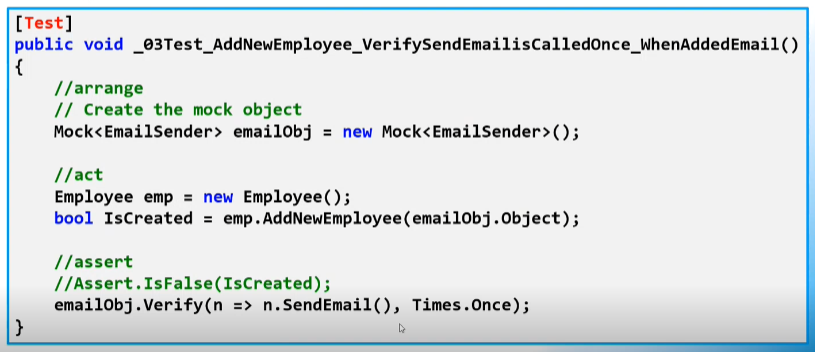 [Test]
public void _03Test_AddNewEmployee_VerifySendEmailisCalledOnce_WhenAddedEmail()
{
//arrange
// Create the mock object
Mock<EmailSender> emailObj = new Mock<EmailSender>();
//act
Employee emp = new Employee();
bool IsCreated = emp.AddNewEmployee(emailObj.Object);
//assert
//Assert.IsFalse(IsCreated);
emailObj.Verify(n => n.SendEmail(), Times.Once);
}